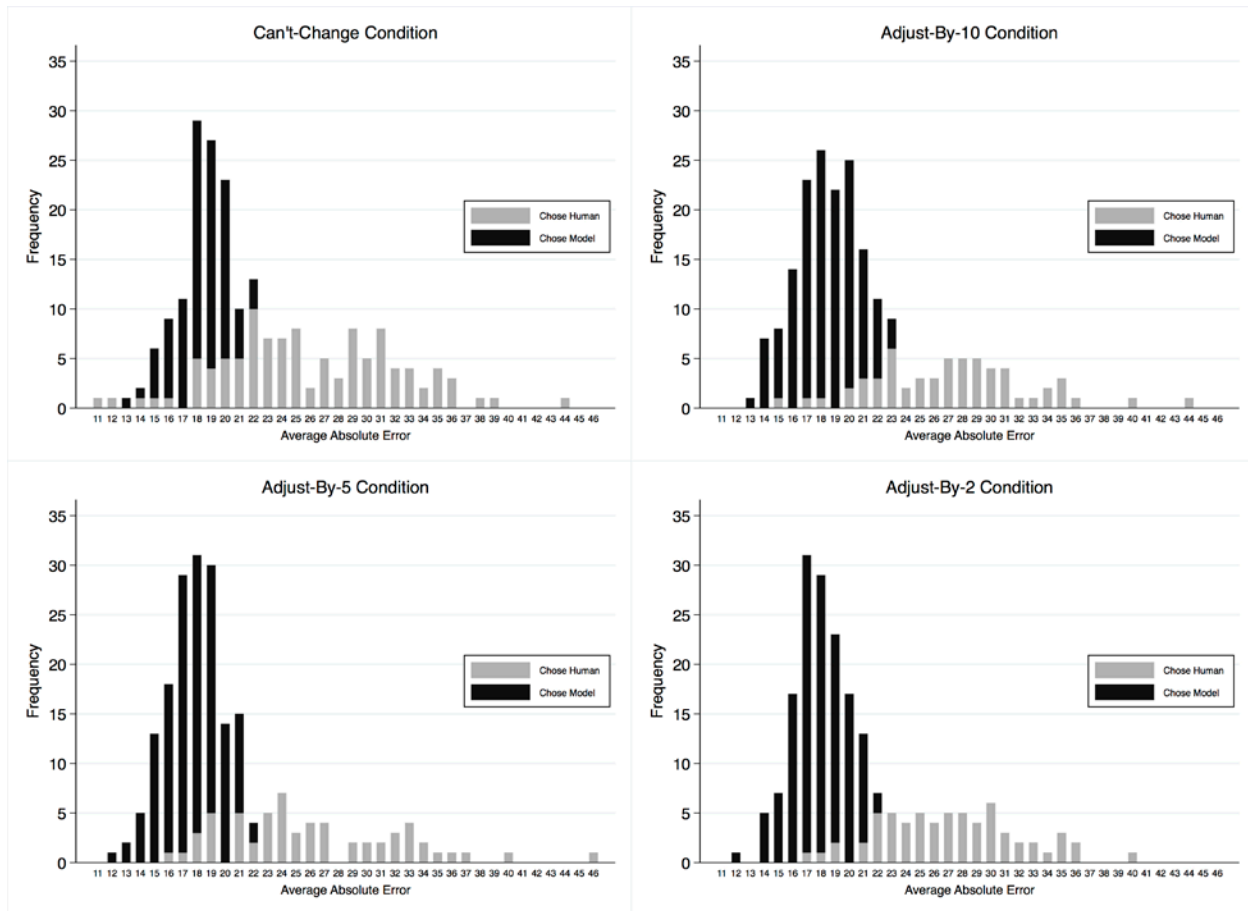 Can't-Change Condition
Frequency
35
30
25
20
15
10
5
0
Chose Human
Chose Model
11 12 13 14 15 16 17 18 19 20 21 22 23 24 25 26 27 28 29 30 31 32 33 34 35 36 37 38 39 40 41 42 43 44 45 46
Average Absolute Error
Adjust-By-10 Condition
Frequency
35
30
25
20
15
10
5
0
Chose Human
Chose Model
11 12 13 14 15 16 17 18 19 20 21 22 23 24 25 26 27 28 29 30 31 32 33 34 35 36 37 38 39 40 41 42 43 44 45 46
Average Absolute Error
Adjust-By-5 Condition
Frequency
35
30
25
20
15
10
5
0
Chose Human
Chose Model
11 12 13 14 15 16 17 18 19 20 21 22 23 24 25 26 27 28 29 30 31 32 33 34 35 36 37 38 39 40 41 42 43 44 45 46
Average Absolute Error
Adjust-By-2 Condition
Frequency
35
30
25
20
15
10
5
0
Chose Human
Chose Model
11 12 13 14 15 16 17 18 19 20 21 22 23 24 25 26 27 28 29 30 31 32 33 34 35 36 37 38 39 40 41 42 43 44 45 46
Average Absolute Error